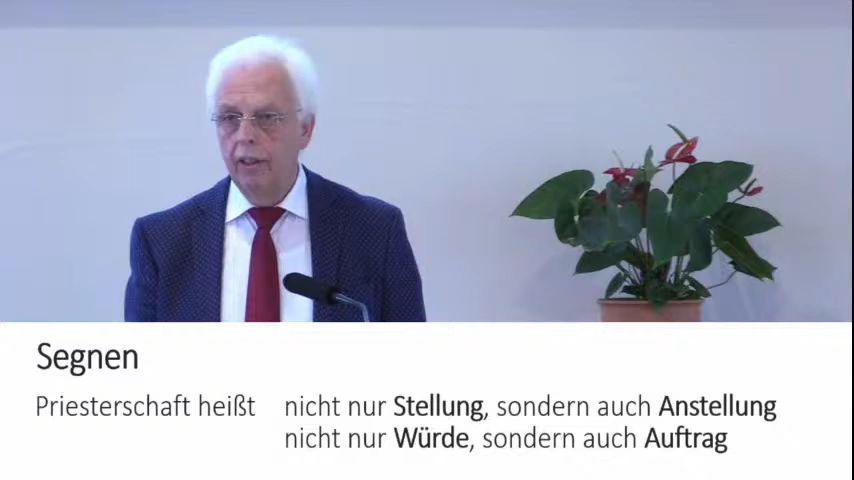 Segnen
Priesterschaft heißt nicht nur Stellung, sondern auch Anstellung
nicht nur Würde, sondern auch Auftrag